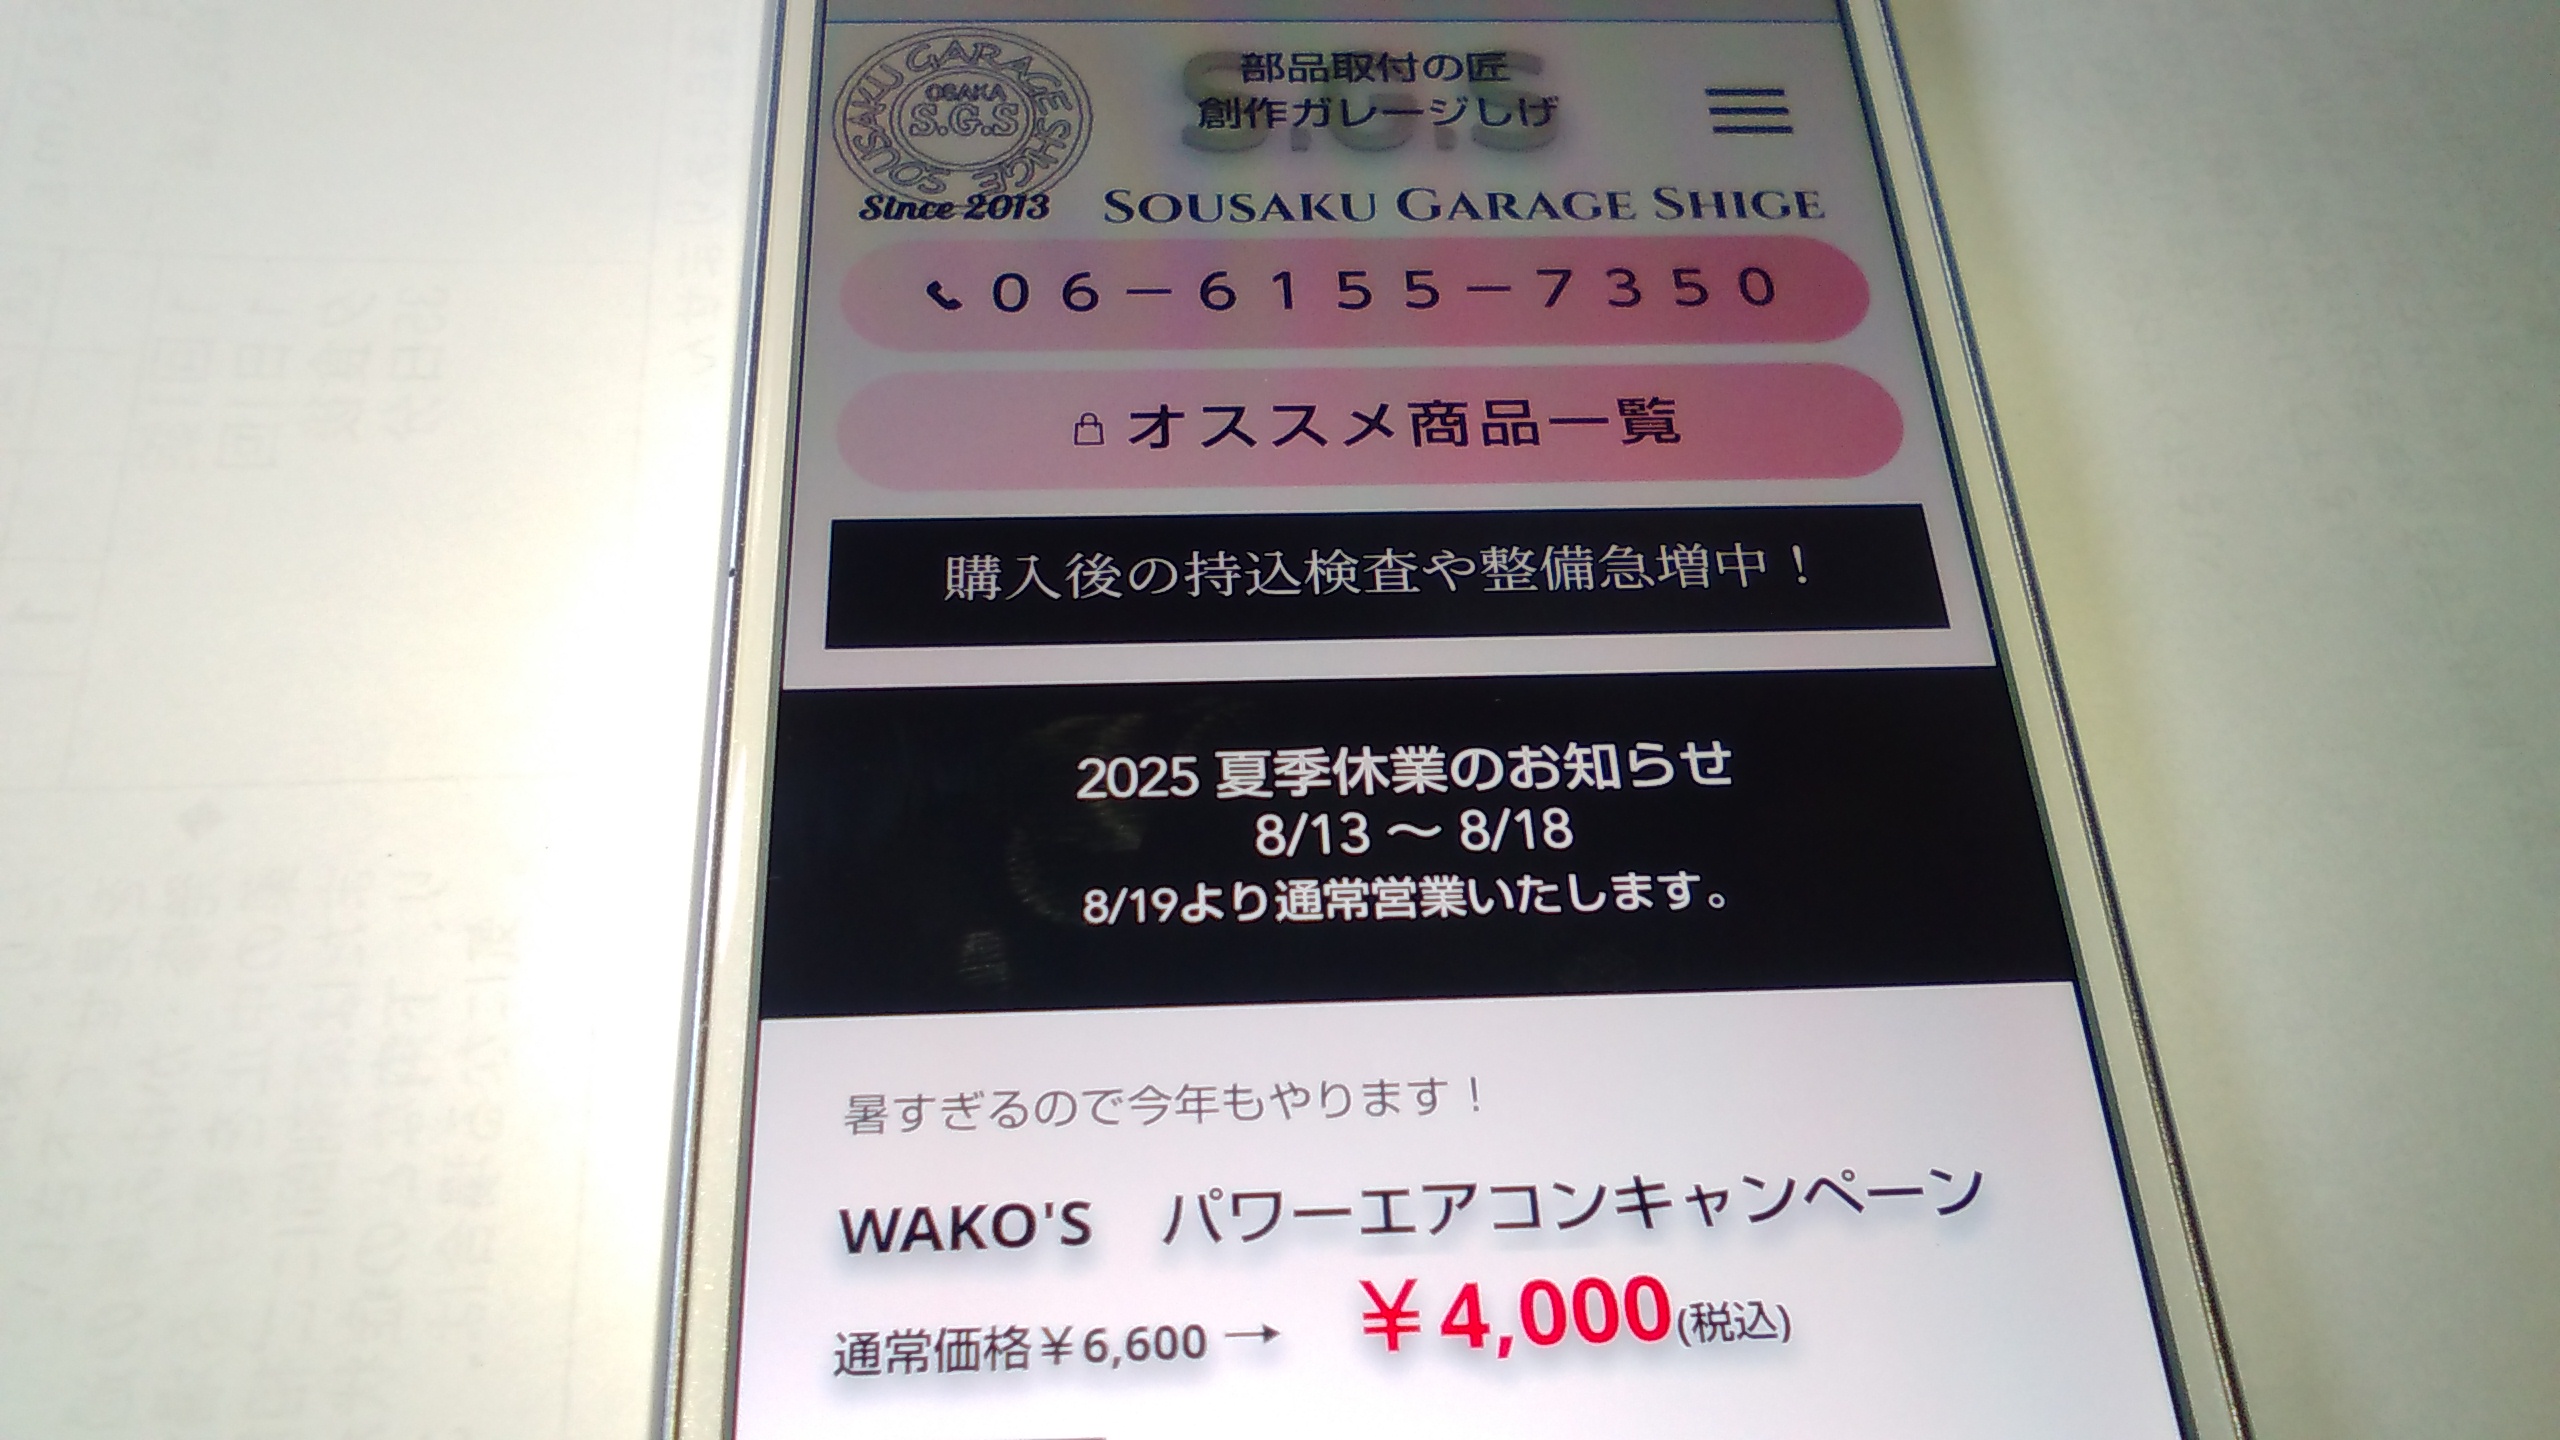 SOUSAKU GARAGE SHIGE
OSAKA
S.G.S
Since 2013
S.G.S
部品取付の匠
創作ガレージしげ
SOUSAKU GARAGE SHIGE
06-6155-7350
オススメ商品一覧
購入後の持込検査や整備急増中！
2025 夏季休業のお知らせ
8/13 〜 8/18
8/19より通常営業いたします。
暑すぎるので今年もやります！
WAKO'S　パワーエアコンキャンペーン
通常価格￥6,600 → ￥4,000(税込)